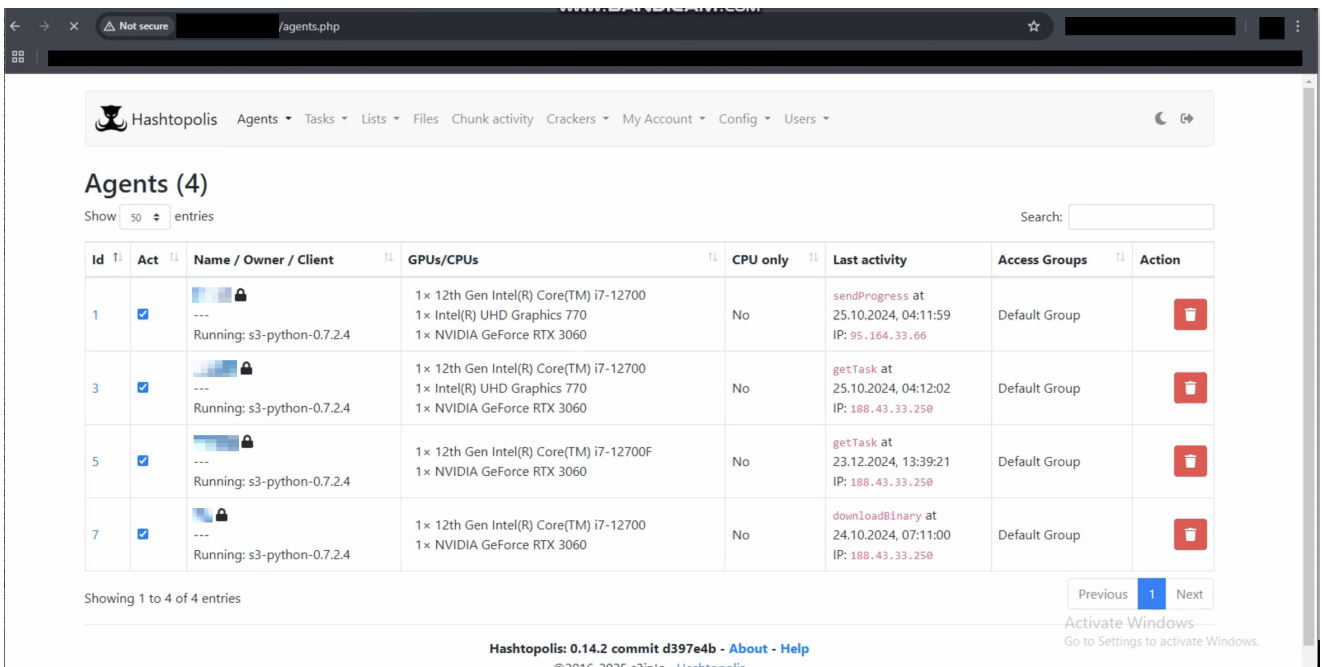 www.BANDICAM.COM
Not secure /agents.php
Hashtopolis Agents Tasks Lists Files Chunk activity Crackers My Account Config Users
Agents (4)
Show 50 entries Search:
Id Act Name / Owner / Client GPUs/CPUs CPU only Last activity Access Groups Action
1
---
Running: s3-python-0.7.2.4
1× 12th Gen Intel(R) Core(TM) i7-12700
1× Intel(R) UHD Graphics 770
1× NVIDIA GeForce RTX 3060
No
sendProgress at
25.10.2024, 04:11:59
IP: 95.164.33.66
Default Group
3
---
Running: s3-python-0.7.2.4
1× 12th Gen Intel(R) Core(TM) i7-12700
1× Intel(R) UHD Graphics 770
1× NVIDIA GeForce RTX 3060
No
getTask at
25.10.2024, 04:12:02
IP: 188.43.33.250
Default Group
5
---
Running: s3-python-0.7.2.4
1× 12th Gen Intel(R) Core(TM) i7-12700F
1× NVIDIA GeForce RTX 3060
No
getTask at
23.12.2024, 13:39:21
IP: 188.43.33.250
Default Group
7
---
Running: s3-python-0.7.2.4
1× 12th Gen Intel(R) Core(TM) i7-12700
1× NVIDIA GeForce RTX 3060
No
downloadBinary at
24.10.2024, 07:11:00
IP: 188.43.33.250
Default Group
Showing 1 to 4 of 4 entries
Previous 1 Next
Activate Windows
Go to Settings to activate Windows.
Hashtopolis: 0.14.2 commit d397e4b - About - Help
©2016-2025 s3inlc - Hashtopolis